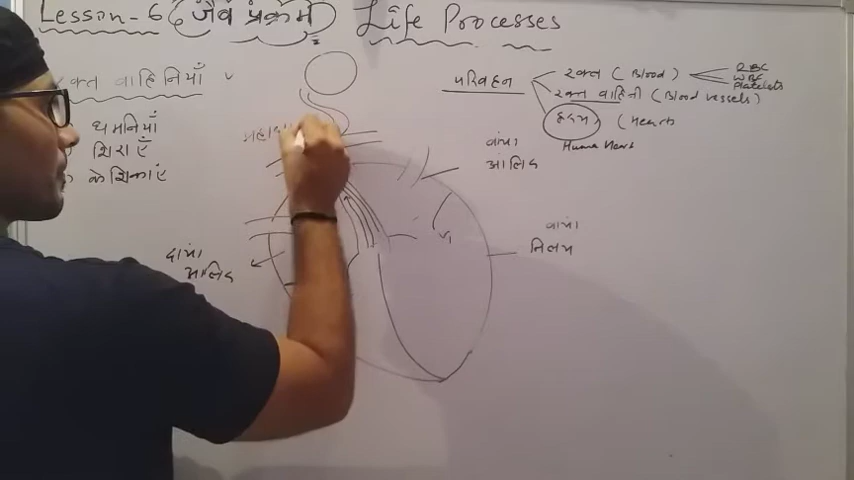 Lesson-6 (जैव प्रक्रम) Life Processes
रक्त वाहिनियाँ
धमनियाँ
शिराएँ
केशिकाएं
परिवहन
रक्त (Blood)
RBC
WBC
Platelets
रक्त वाहिनी (Blood vessels)
हृदय (Heart)
Human Heart
बांया
आलिंद
बायां
निलय
दायां
आलिंद